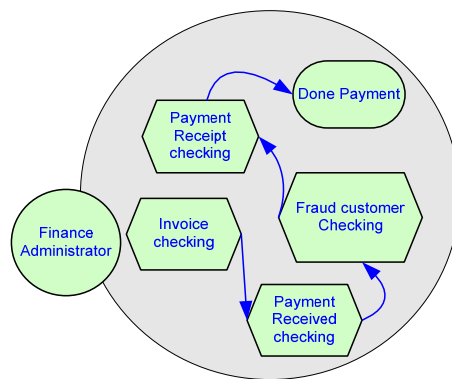 Done Payment
Payment
Receipt
checking
Fraud customer
Checking
Invoice
checking
Finance
Administrator
Payment
Received
checking